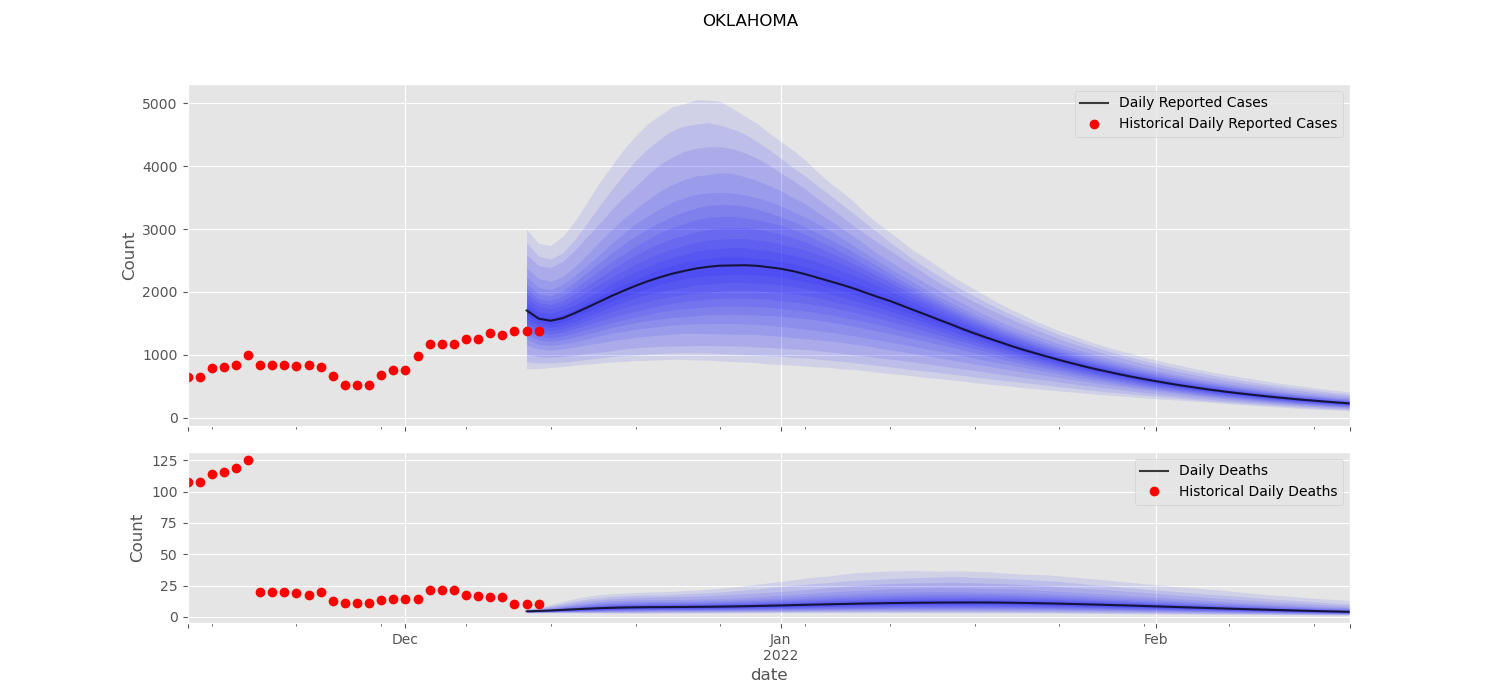 OKLAHOMA
5000
4000
3000
2000
1000
0
Count
Daily Reported Cases
Historical Daily Reported Cases
125
100
75
50
25
0
Count
Daily Deaths
Historical Daily Deaths
Dec
Jan
2022
Feb
date